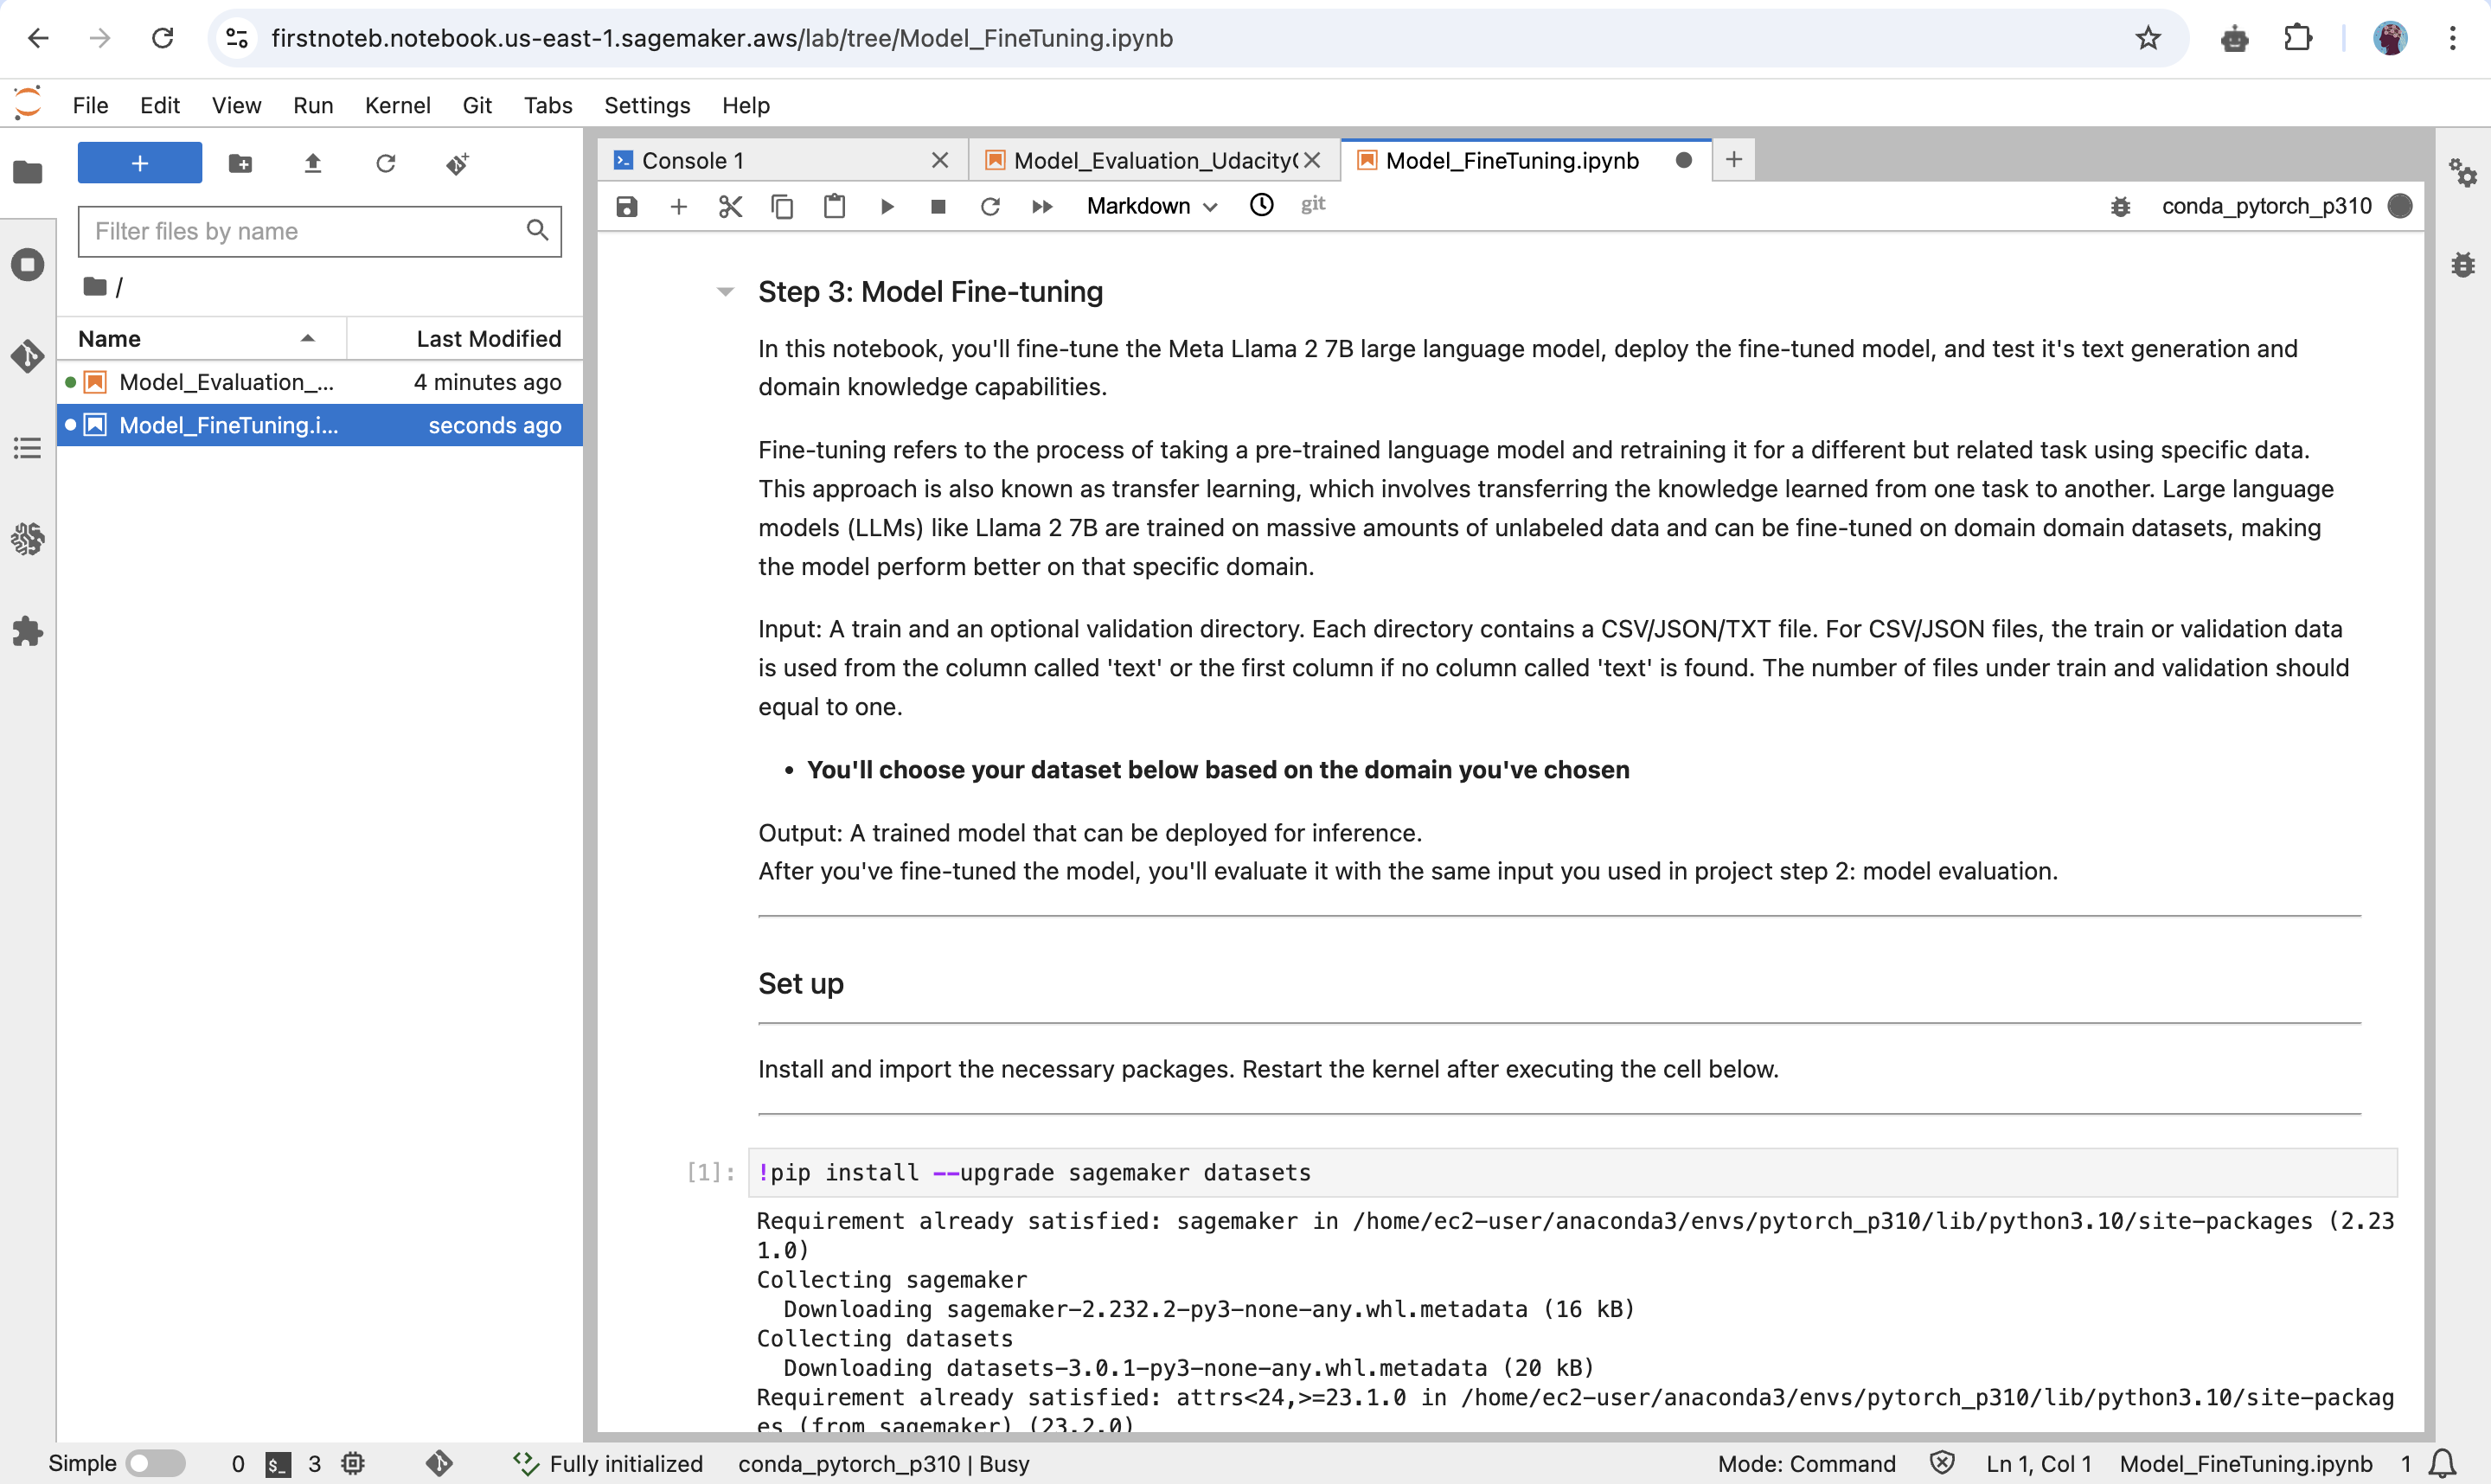 firstnoteb.notebook.us-east-1.sagemaker.aws/lab/tree/Model_FineTuning.ipynb
File Edit View Run Kernel Git Tabs Settings Help
+
Filter files by name
/
Name Last Modified
Model_Evaluation_... 4 minutes ago
Model_FineTuning.i... seconds ago
Console 1
Model_Evaluation_Udacity
Model_FineTuning.ipynb
Markdown
git
conda_pytorch_p310
Step 3: Model Fine-tuning
In this notebook, you'll fine-tune the Meta Llama 2 7B large language model, deploy the fine-tuned model, and test it's text generation and
domain knowledge capabilities.
Fine-tuning refers to the process of taking a pre-trained language model and retraining it for a different but related task using specific data.
This approach is also known as transfer learning, which involves transferring the knowledge learned from one task to another. Large language
models (LLMs) like Llama 2 7B are trained on massive amounts of unlabeled data and can be fine-tuned on domain domain datasets, making
the model perform better on that specific domain.
Input: A train and an optional validation directory. Each directory contains a CSV/JSON/TXT file. For CSV/JSON files, the train or validation data
is used from the column called 'text' or the first column if no column called 'text' is found. The number of files under train and validation should
equal to one.
• You'll choose your dataset below based on the domain you've chosen
Output: A trained model that can be deployed for inference.
After you've fine-tuned the model, you'll evaluate it with the same input you used in project step 2: model evaluation.
Set up
Install and import the necessary packages. Restart the kernel after executing the cell below.
[1]: !pip install --upgrade sagemaker datasets
Requirement already satisfied: sagemaker in /home/ec2-user/anaconda3/envs/pytorch_p310/lib/python3.10/site-packages (2.23
1.0)
Collecting sagemaker
Downloading sagemaker-2.232.2-py3-none-any.whl.metadata (16 kB)
Collecting datasets
Downloading datasets-3.0.1-py3-none-any.whl.metadata (20 kB)
Requirement already satisfied: attrs<24,>=23.1.0 in /home/ec2-user/anaconda3/envs/pytorch_p310/lib/python3.10/site-packag
es (from sagemaker) (23.2.0)
Simple 0 $_ 3 Fully initialized conda_pytorch_p310 | Busy Mode: Command Ln 1, Col 1 Model_FineTuning.ipynb 1